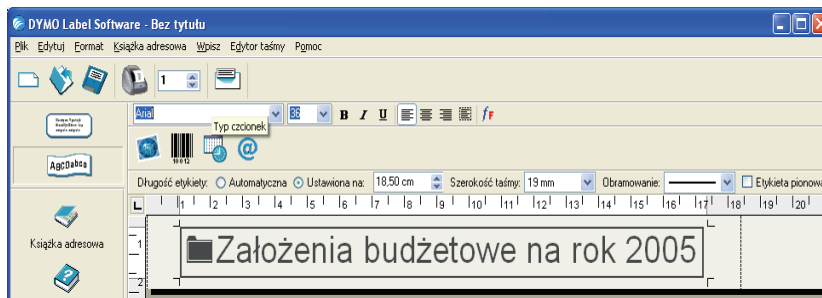 DYMO Label Software - Bez tytułu
Plik Edytuj Format Książka adresowa Wpisz Edytor taśmy Pomoc
1
Arial 36 B I U
Typ czcionek
ABCDabca
Długość etykiety: Automatyczna Ustawiona na: 18,50 cm Szerokość taśmy: 19 mm Obramowanie: Etykieta pionowa
1 2 3 4 5 6 7 8 9 10 11 12 13 14 15 16 17 18 19 20
Książka adresowa
1
Założenia budżetowe na rok 2005
2